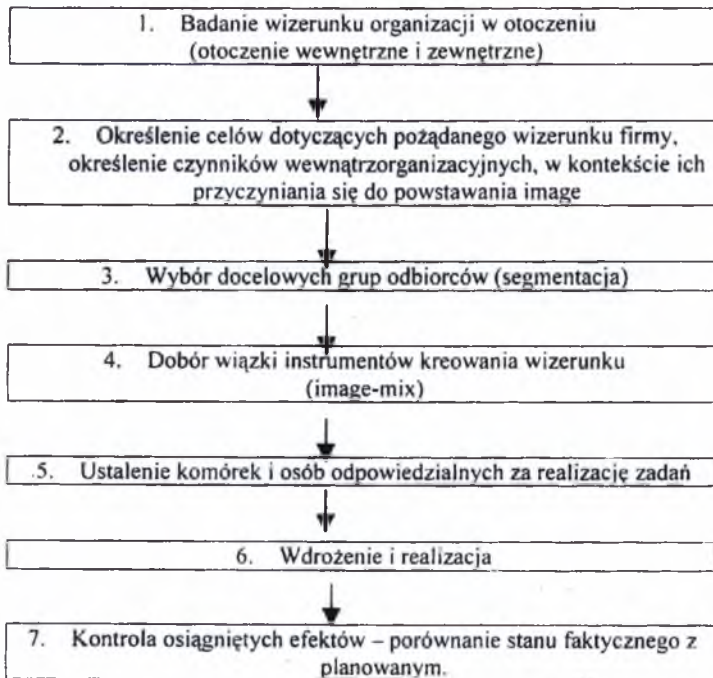 1. Badanie wizerunku organizacji w otoczeniu
(otoczenie wewnętrzne i zewnętrzne)
2. Określenie celów dotyczących pożądanego wizerunku firmy,
określenie czynników wewnątrzorganizacyjnych, w kontekście ich
przyczyniania się do powstawania image
3. Wybór docelowych grup odbiorców (segmentacja)
4. Dobór wiązki instrumentów kreowania wizerunku
(image-mix)
5. Ustalenie komórek i osób odpowiedzialnych za realizację zadań
6. Wdrożenie i realizacja
7. Kontrola osiągniętych efektów – porównanie stanu faktycznego z
planowanym.